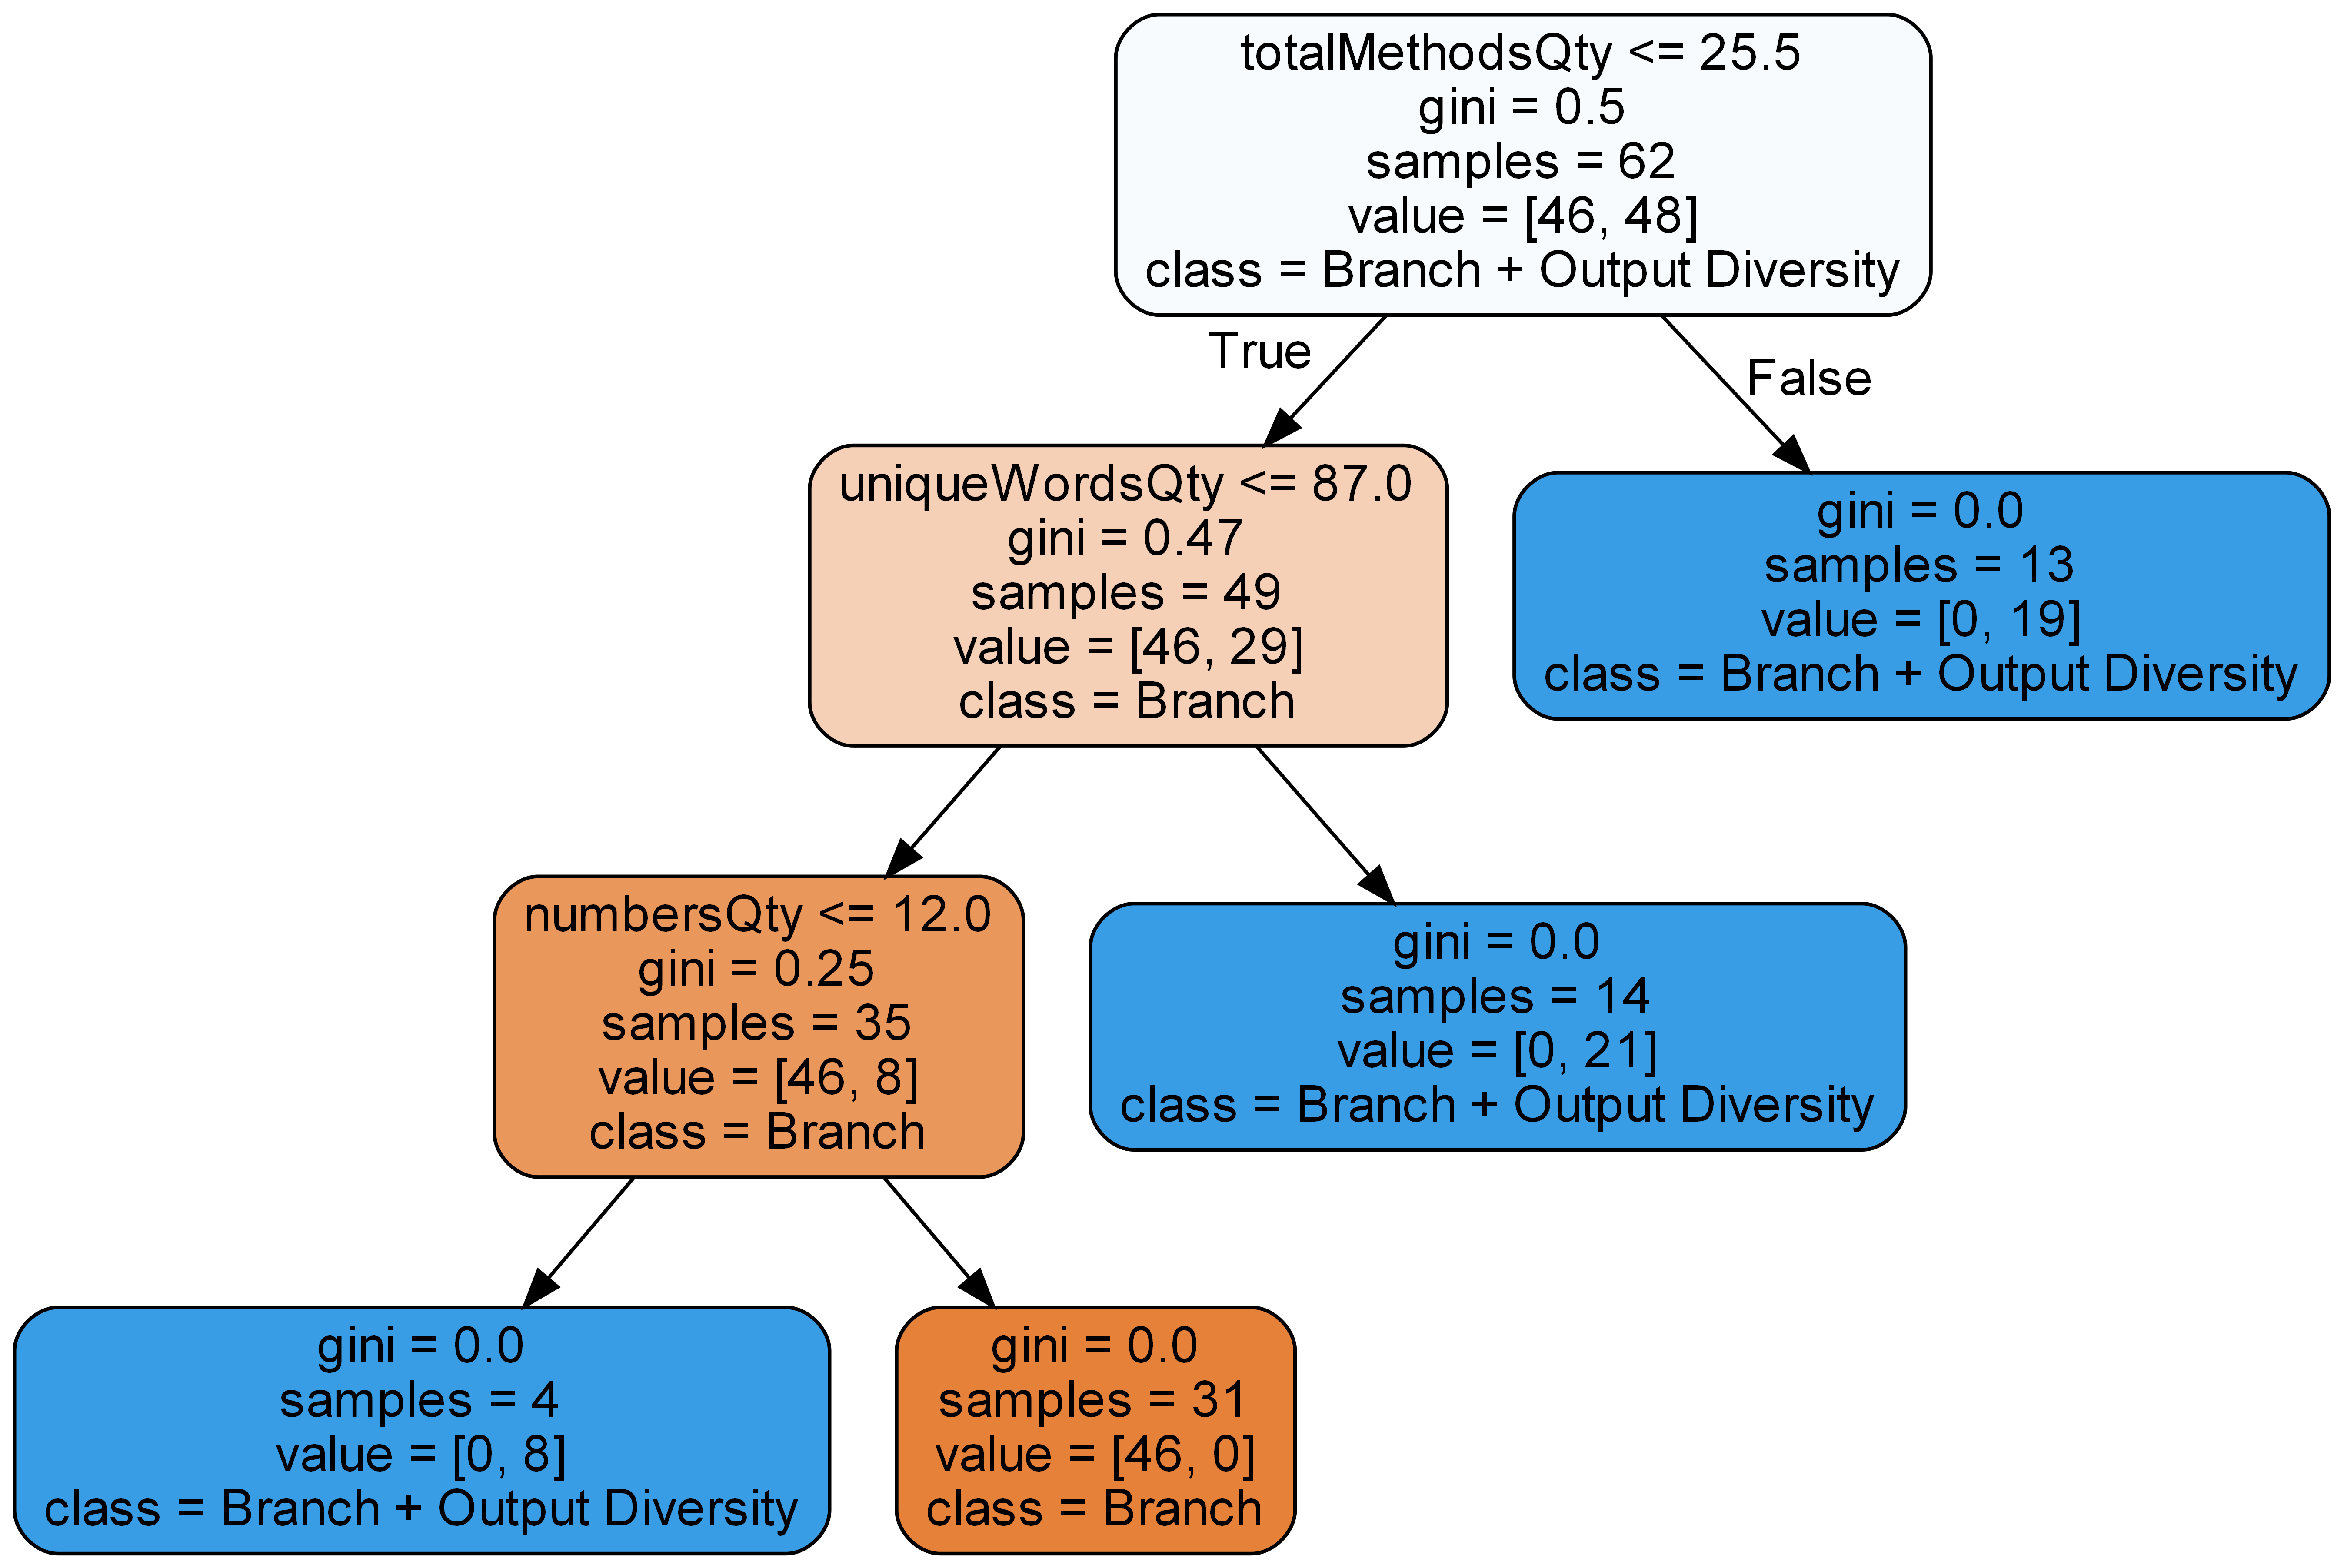 totalMethodsQty <= 25.5
gini = 0.5
samples = 62
value = [46, 48]
class = Branch + Output Diversity
True
False
uniqueWordsQty <= 87.0
gini = 0.47
samples = 49
value = [46, 29]
class = Branch
gini = 0.0
samples = 13
value = [0, 19]
class = Branch + Output Diversity
numbersQty <= 12.0
gini = 0.25
samples = 35
value = [46, 8]
class = Branch
gini = 0.0
samples = 14
value = [0, 21]
class = Branch + Output Diversity
gini = 0.0
samples = 4
value = [0, 8]
class = Branch + Output Diversity
gini = 0.0
samples = 31
value = [46, 0]
class = Branch